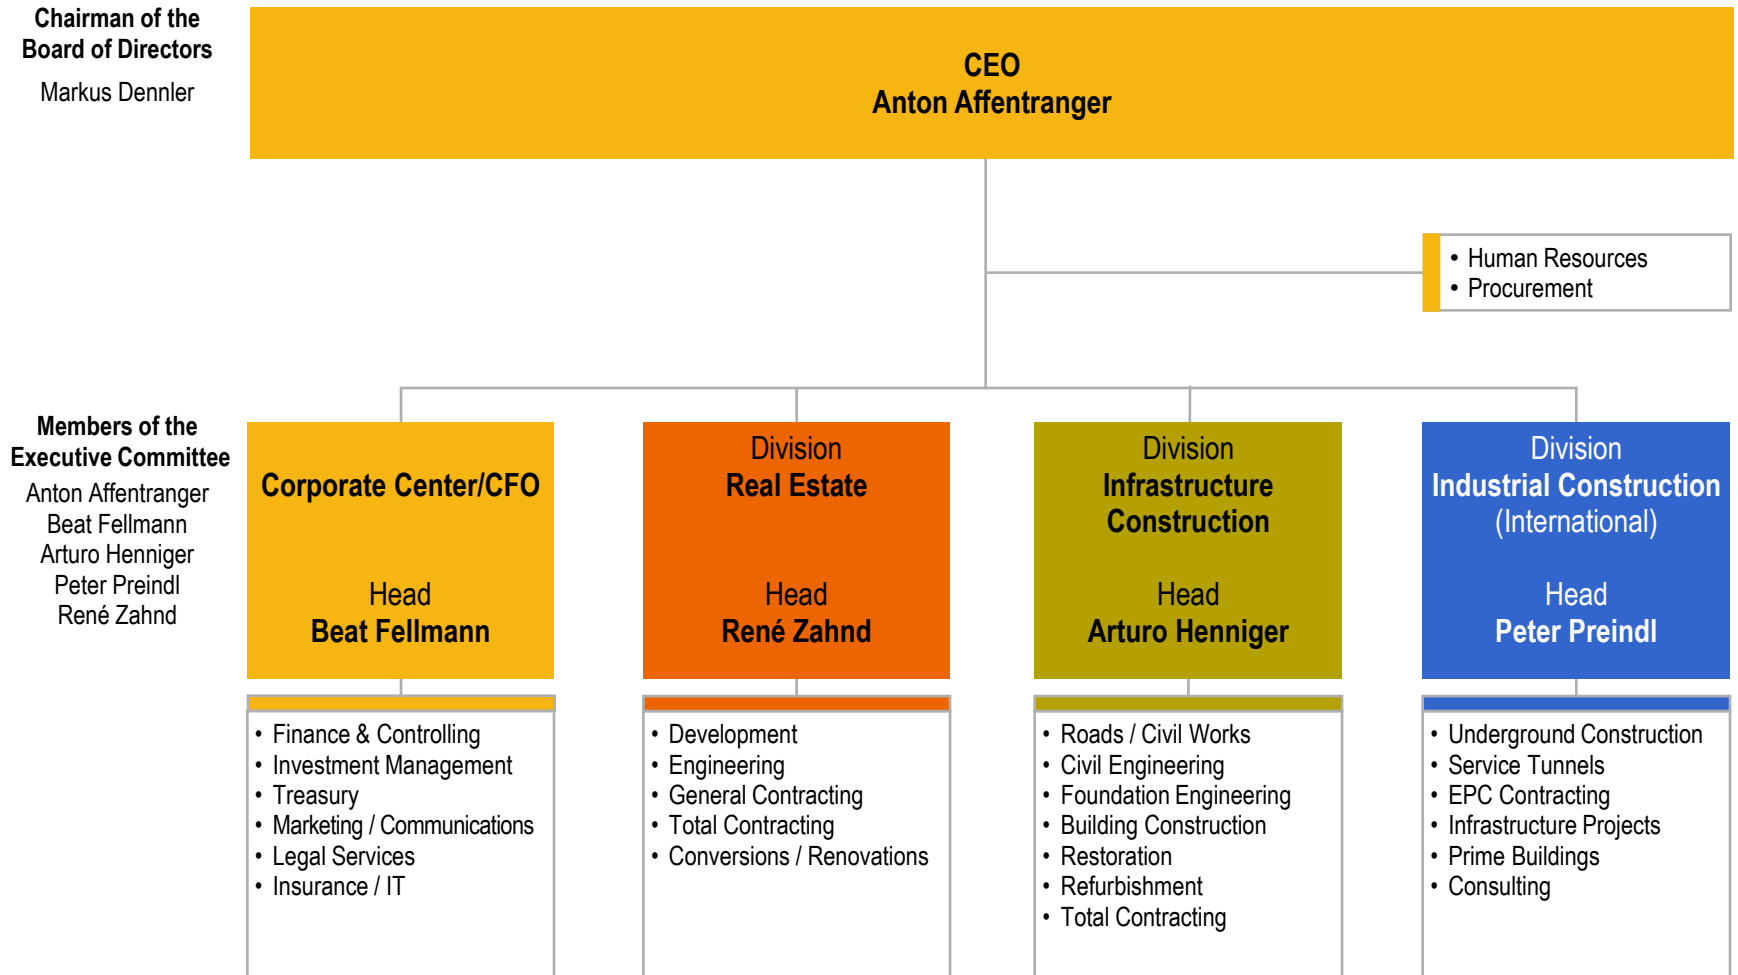 Chairman of the
Board of Directors
Markus Dennler
CEO
Anton Affentranger
• Human Resources
• Procurement
Members of the
Executive Committee
Anton Affentranger
Beat Fellmann
Arturo Henniger
Peter Preindl
René Zahnd
Corporate Center/CFO
Head
Beat Fellmann
• Finance & Controlling
• Investment Management
• Treasury
• Marketing / Communications
• Legal Services
• Insurance / IT
Division
Real Estate
Head
René Zahnd
• Development
• Engineering
• General Contracting
• Total Contracting
• Conversions / Renovations
Division
Infrastructure
Construction
Head
Arturo Henniger
• Roads / Civil Works
• Civil Engineering
• Foundation Engineering
• Building Construction
• Restoration
• Refurbishment
• Total Contracting
Division
Industrial Construction
(International)
Head
Peter Preindl
• Underground Construction
• Service Tunnels
• EPC Contracting
• Infrastructure Projects
• Prime Buildings
• Consulting